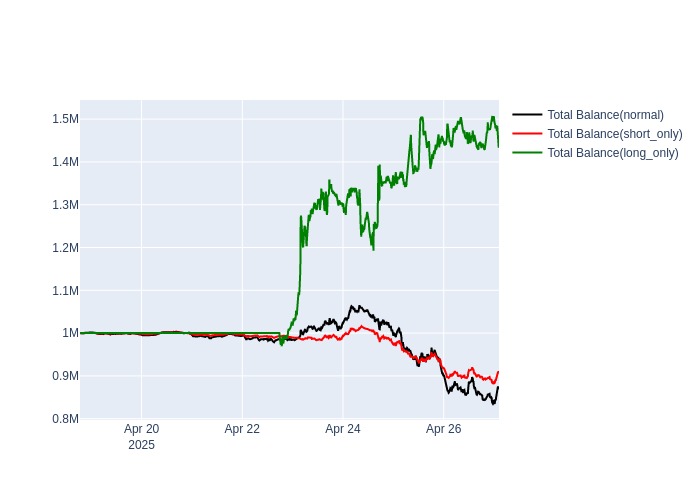 1.5M
1.4M
1.3M
1.2M
1.1M
1M
0.9M
0.8M
Apr 20
2025
Apr 22
Apr 24
Apr 26
Total Balance(normal)
Total Balance(short_only)
Total Balance(long_only)